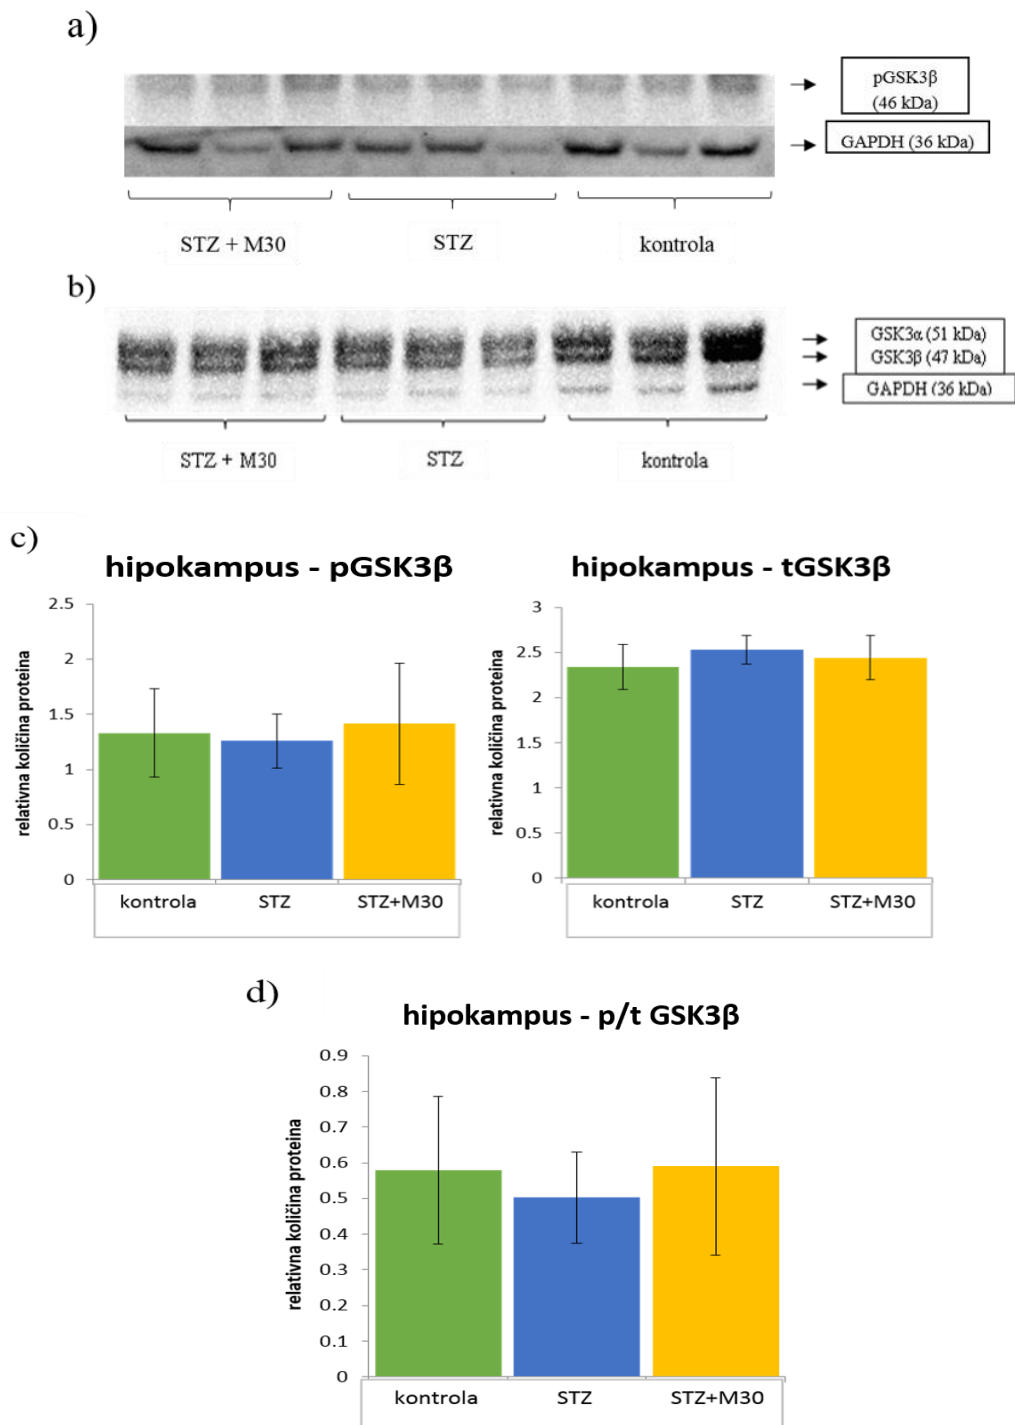 a)
pGSK3β
(46 kDa)
GAPDH (36 kDa)
STZ + M30 STZ kontrola
b)
GSK3α (51 kDa)
GSK3β (47 kDa)
GAPDH (36 kDa)
STZ + M30 STZ kontrola
c)
hipokampus - pGSK3β
relativna količina proteina
2.5
2
1.5
1
0.5
0
kontrola STZ STZ+M30
hipokampus - tGSK3β
relativna količina proteina
3
2.5
2
1.5
1
0.5
0
kontrola STZ STZ+M30
d)
hipokampus - p/t GSK3β
relativna količina proteina
0.9
0.8
0.7
0.6
0.5
0.4
0.3
0.2
0.1
0
kontrola STZ STZ+M30